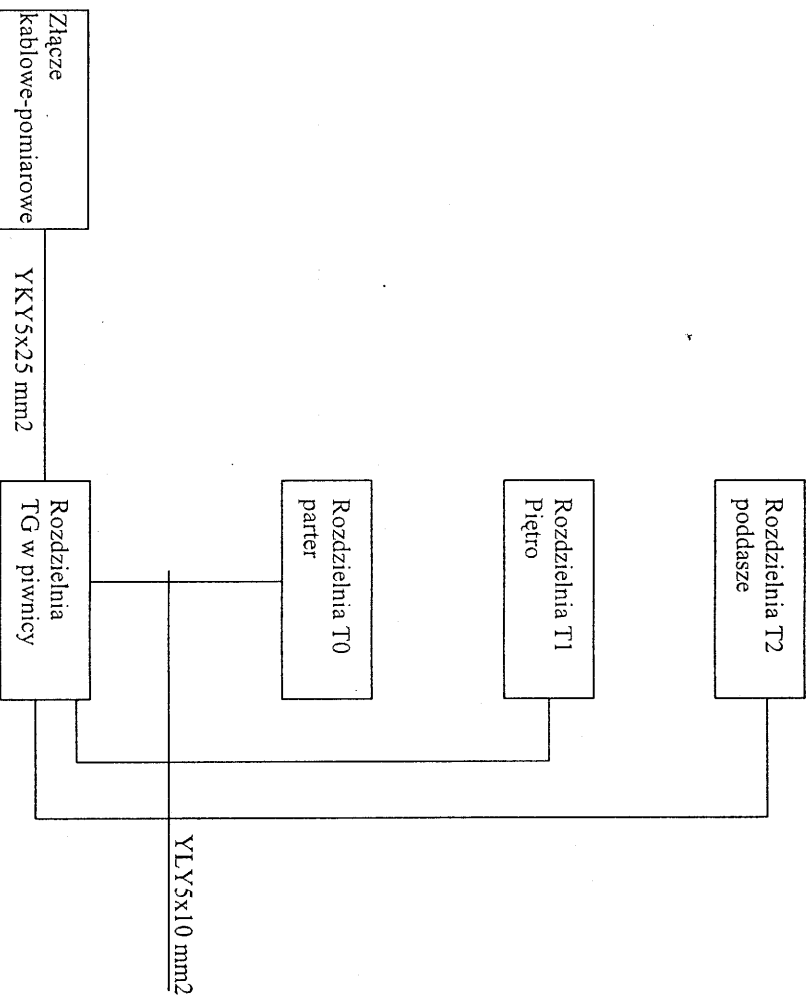 Rozdzielnia T2
poddasze
Rozdzielnia T1
Piętro
Rozdzielnia T0
parter
Złącze
kablowe-pomiarowe
YKY5x25 mm2
Rozdzielnia
TG w piwnicy
YLY5x10 mm2